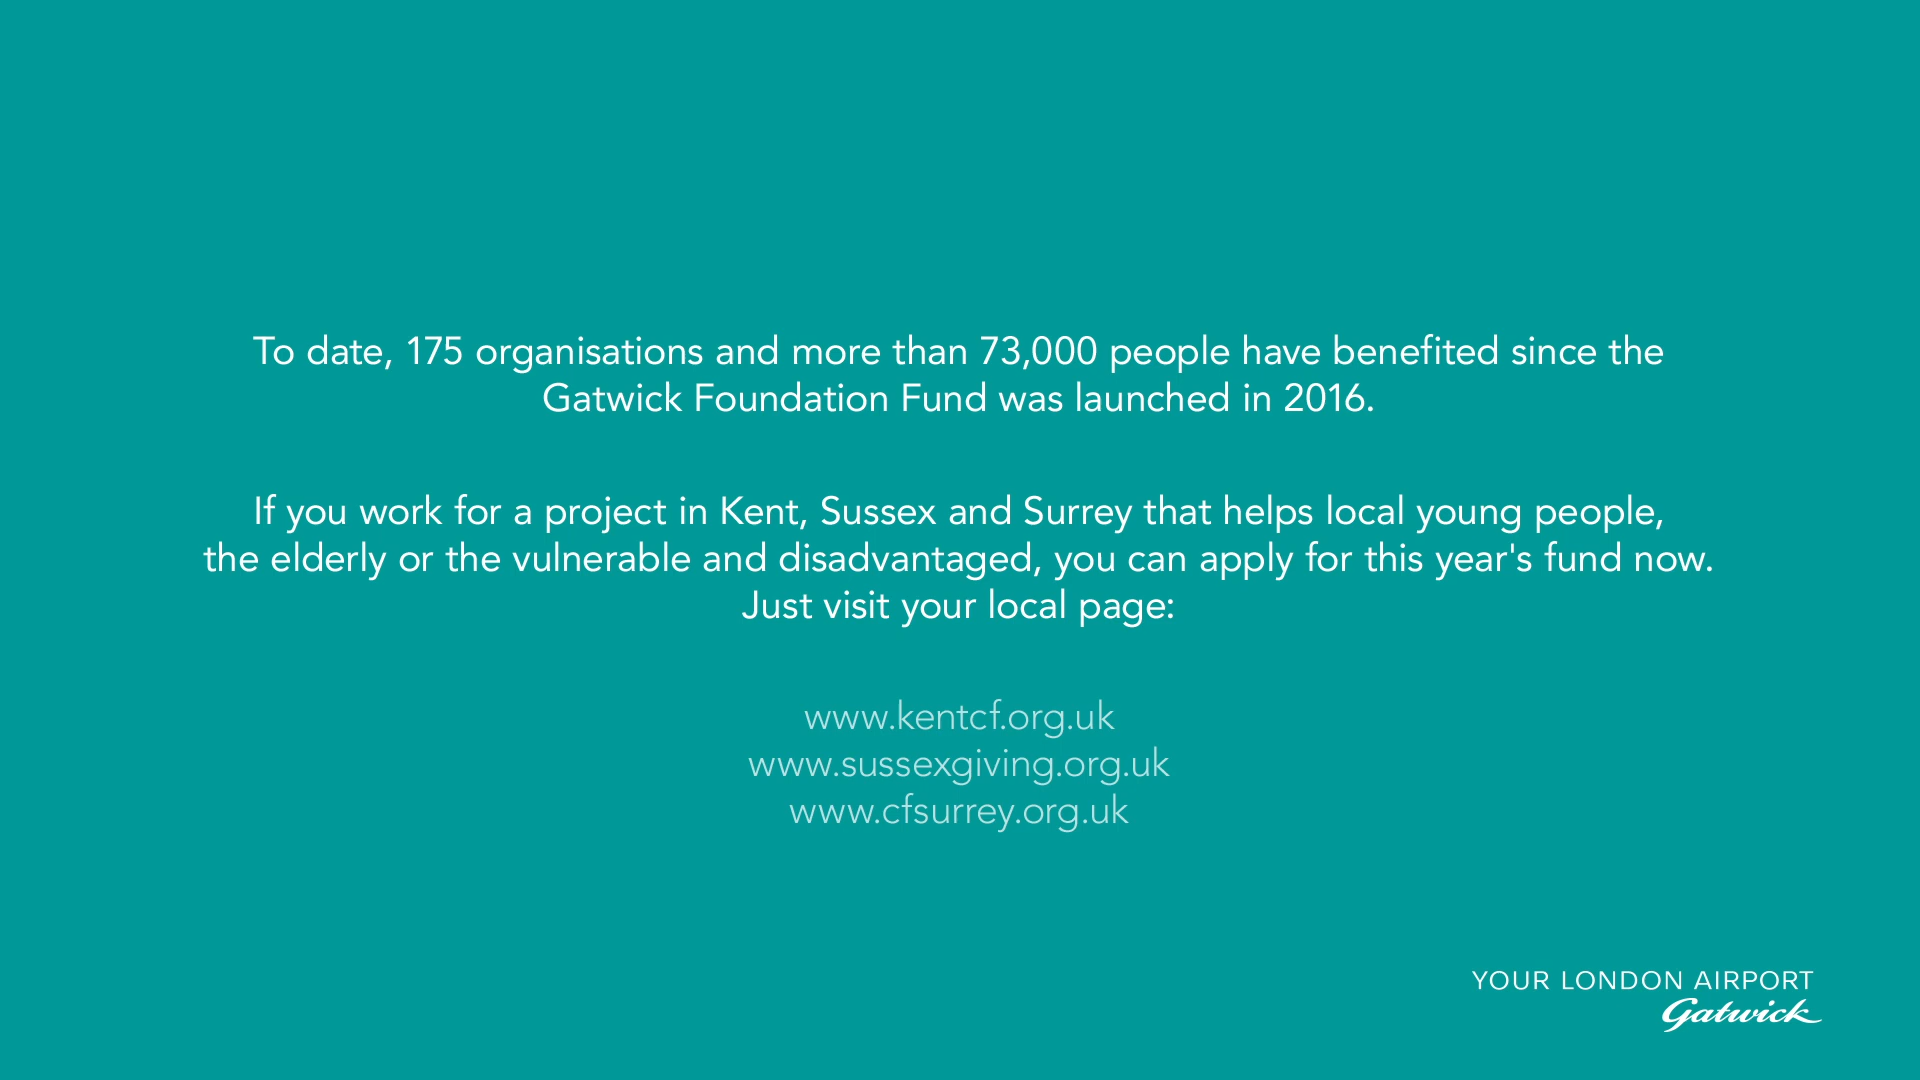 To date, 175 organisations and more than 73,000 people have benefited since the
Gatwick Foundation Fund was launched in 2016.
If you work for a project in Kent, Sussex and Surrey that helps local young people,
the elderly or the vulnerable and disadvantaged, you can apply for this year's fund now.
Just visit your local page:
www.kentcf.org.uk
www.sussexgiving.org.uk
www.cfsurrey.org.uk
YOUR LONDON AIRPORT
Gatwick